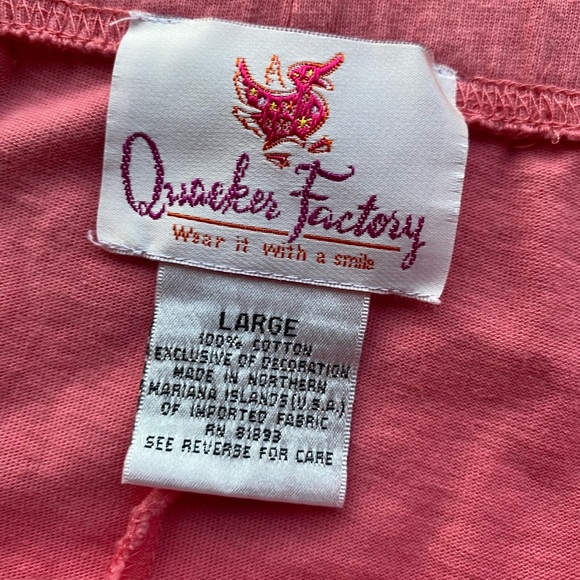 Quacker Factory
Wear it with a smile
LARGE
100% COTTON
EXCLUSIVE OF DECORATION
MADE IN NORTHERN
MARIANA ISLANDS (U.S.A.)
OF IMPORTED FABRIC
RN 81893
SEE REVERSE FOR CARE